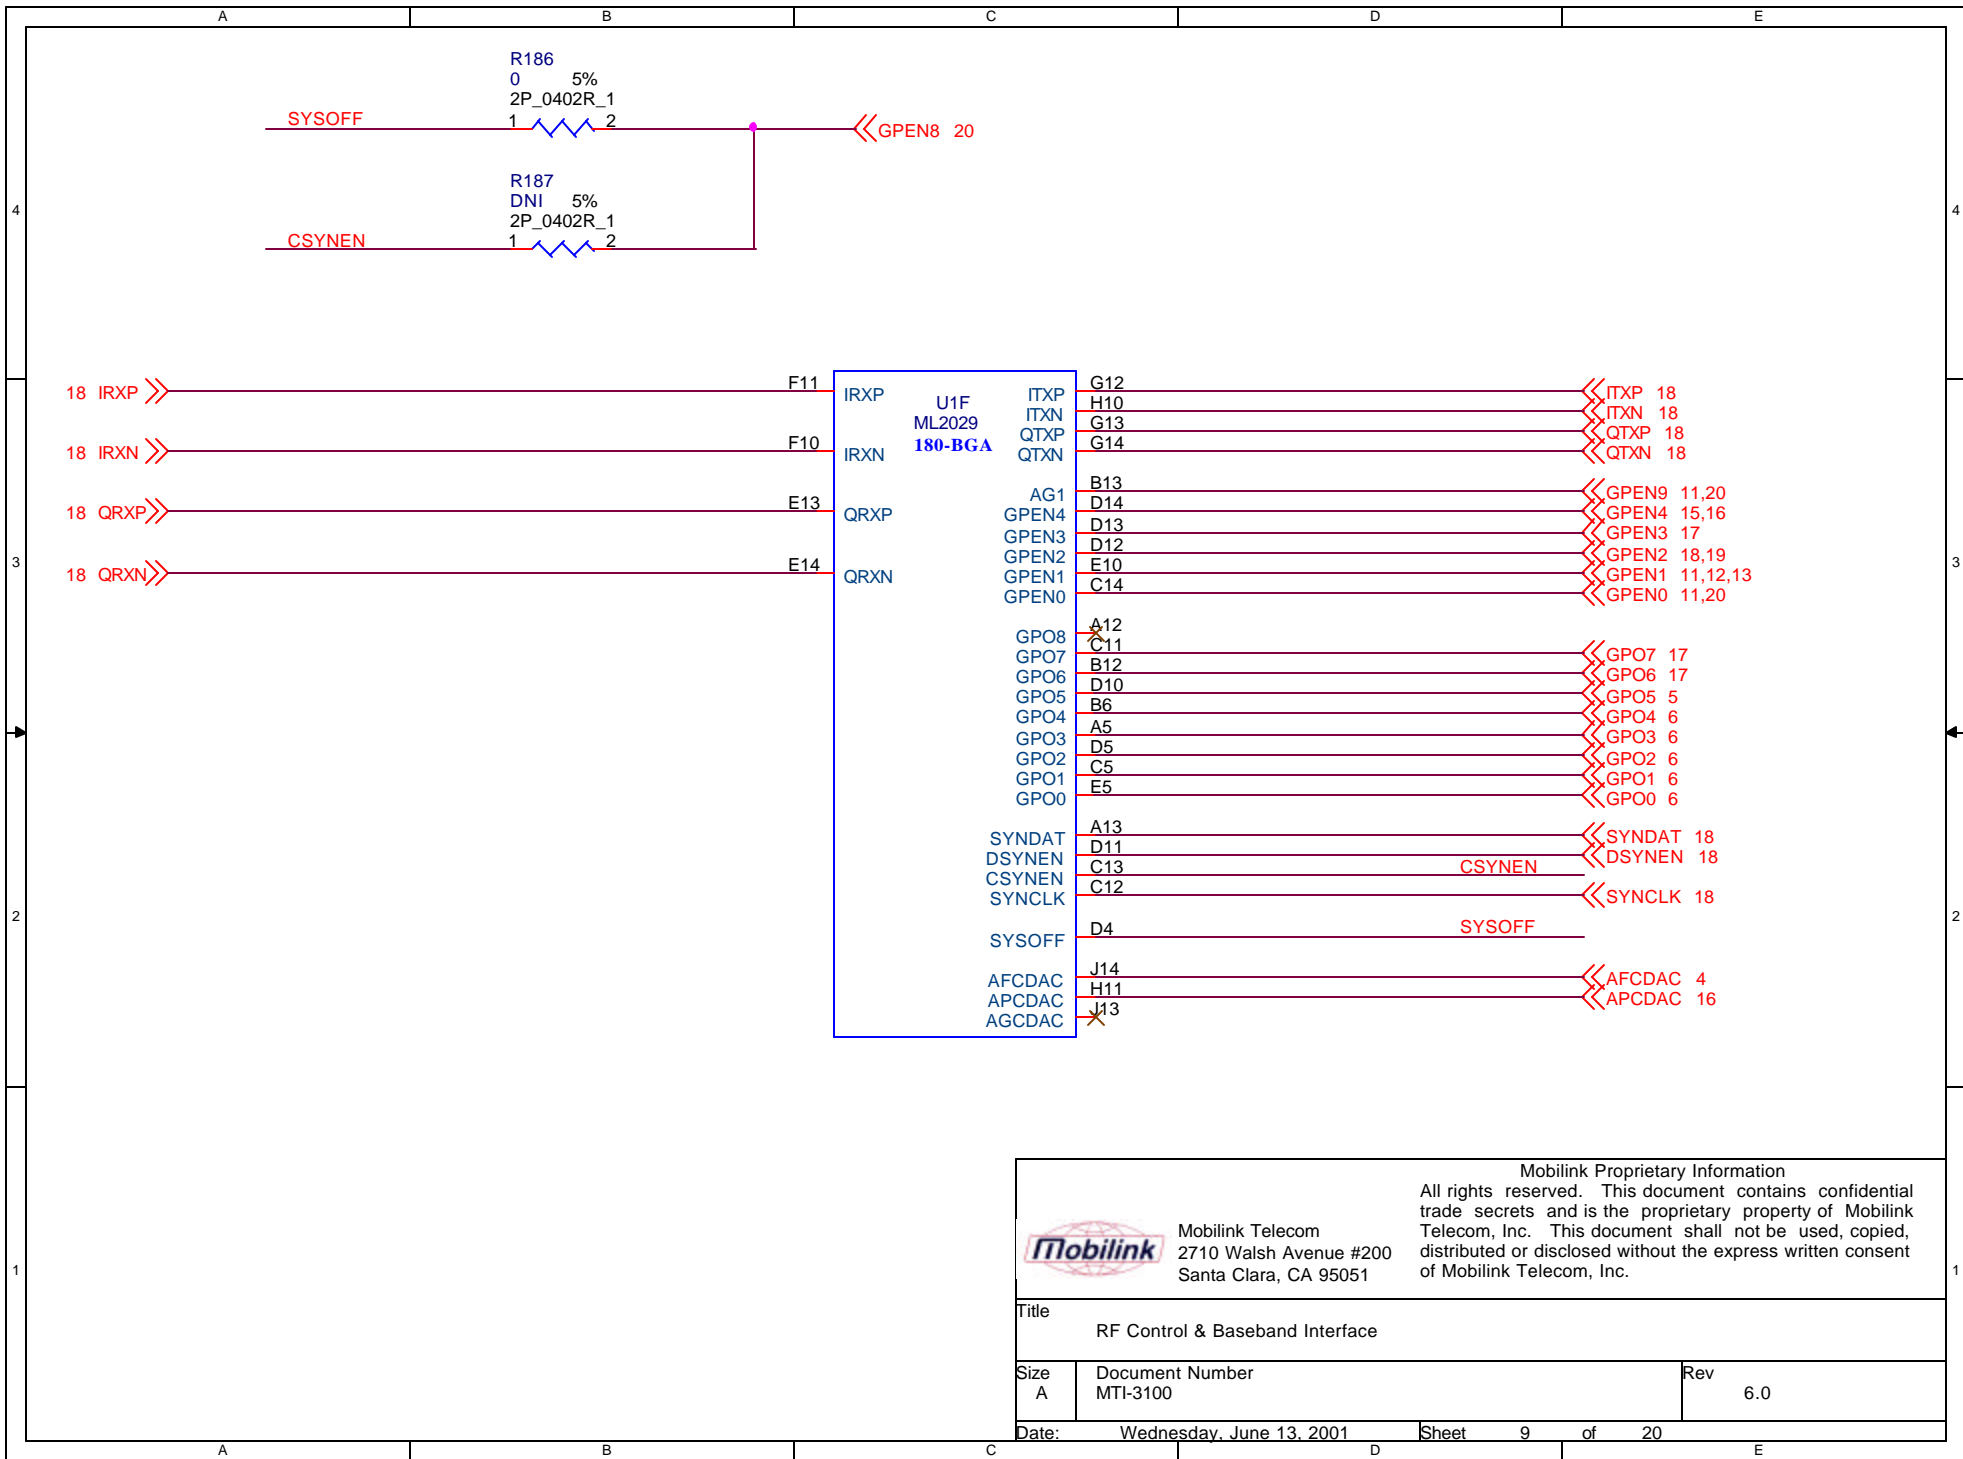 A B C D E
R186
0 5%
2P_0402R_1
SYSOFF 1 2 GPEN8 20
R187
DNI 5%
2P_0402R_1
CSYNEN 1 2
4 4
18 IRXP F11 IRXP
18 IRXN F10 IRXN
18 QRXP E13 QRXP
18 QRXN E14 QRXN
U1F
ML2029
180-BGA
ITXP G12 ITXP 18
ITXN H10 ITXN 18
QTXP G13 QTXP 18
QTXN G14 QTXN 18
AG1 B13 GPEN9 11,20
GPEN4 D14 GPEN4 15,16
GPEN3 D13 GPEN3 17
GPEN2 D12 GPEN2 18,19
GPEN1 E10 GPEN1 11,12,13
GPEN0 C14 GPEN0 11,20
3 3
GPO8 A12
GPO7 C11 GPO7 17
GPO6 B12 GPO6 17
GPO5 D10 GPO5 5
GPO4 B6 GPO4 6
GPO3 A5 GPO3 6
GPO2 D5 GPO2 6
GPO1 C5 GPO1 6
GPO0 E5 GPO0 6
SYNDAT A13 SYNDAT 18
DSYNEN D11 DSYNEN 18
CSYNEN C13 CSYNEN
SYNCLK C12 SYNCLK 18
2 2
SYSOFF D4 SYSOFF
AFCDAC J14 AFCDAC 4
APCDAC H11 APCDAC 16
AGCDAC J13
1 1
Mobilink
Mobilink Telecom
2710 Walsh Avenue #200
Santa Clara, CA 95051
Mobilink Proprietary Information
All rights reserved. This document contains confidential
trade secrets and is the proprietary property of Mobilink
Telecom, Inc. This document shall not be used, copied,
distributed or disclosed without the express written consent
of Mobilink Telecom, Inc.
Title
RF Control & Baseband Interface
Size Document Number Rev
A MTI-3100 6.0
Date: Wednesday, June 13, 2001 Sheet 9 of 20
A B C D E